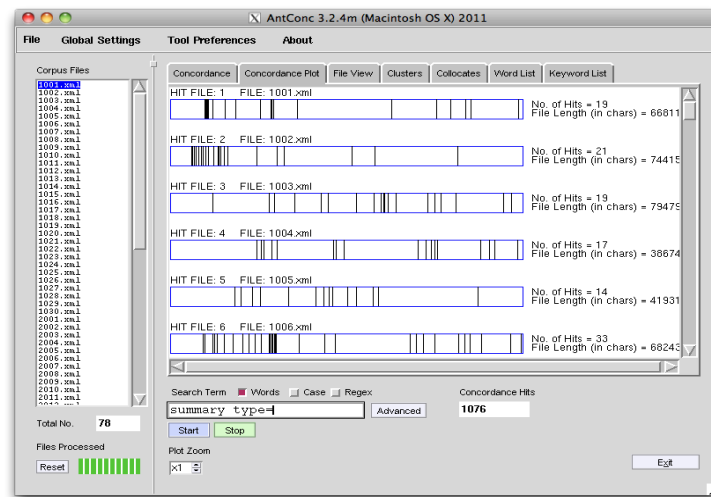 AntConc 3.2.4m (Macintosh OS X) 2011
File Global Settings Tool Preferences About
Corpus Files
1001.xml
1002.xml
1003.xml
1004.xml
1005.xml
1006.xml
1007.xml
1008.xml
1009.xml
1010.xml
1011.xml
1012.xml
1013.xml
1014.xml
1015.xml
1016.xml
1017.xml
1018.xml
1019.xml
1020.xml
1021.xml
1022.xml
1023.xml
1024.xml
1025.xml
1026.xml
1027.xml
1028.xml
1029.xml
1030.xml
2001.xml
2002.xml
2003.xml
2004.xml
2005.xml
2006.xml
2007.xml
2008.xml
2009.xml
2010.xml
2011.xml
Total No. 78
Files Processed
Reset
Concordance Concordance Plot File View Clusters Collocates Word List Keyword List
HIT FILE: 1 FILE: 1001.xml
No. of Hits = 19
File Length (in chars) = 66811
HIT FILE: 2 FILE: 1002.xml
No. of Hits = 21
File Length (in chars) = 74415
HIT FILE: 3 FILE: 1003.xml
No. of Hits = 19
File Length (in chars) = 79479
HIT FILE: 4 FILE: 1004.xml
No. of Hits = 17
File Length (in chars) = 38674
HIT FILE: 5 FILE: 1005.xml
No. of Hits = 14
File Length (in chars) = 41931
HIT FILE: 6 FILE: 1006.xml
No. of Hits = 33
File Length (in chars) = 68243
Search Term Words Case Regex Concordance Hits
summary type= Advanced 1076
Start Stop
Plot Zoom
x1
Exit